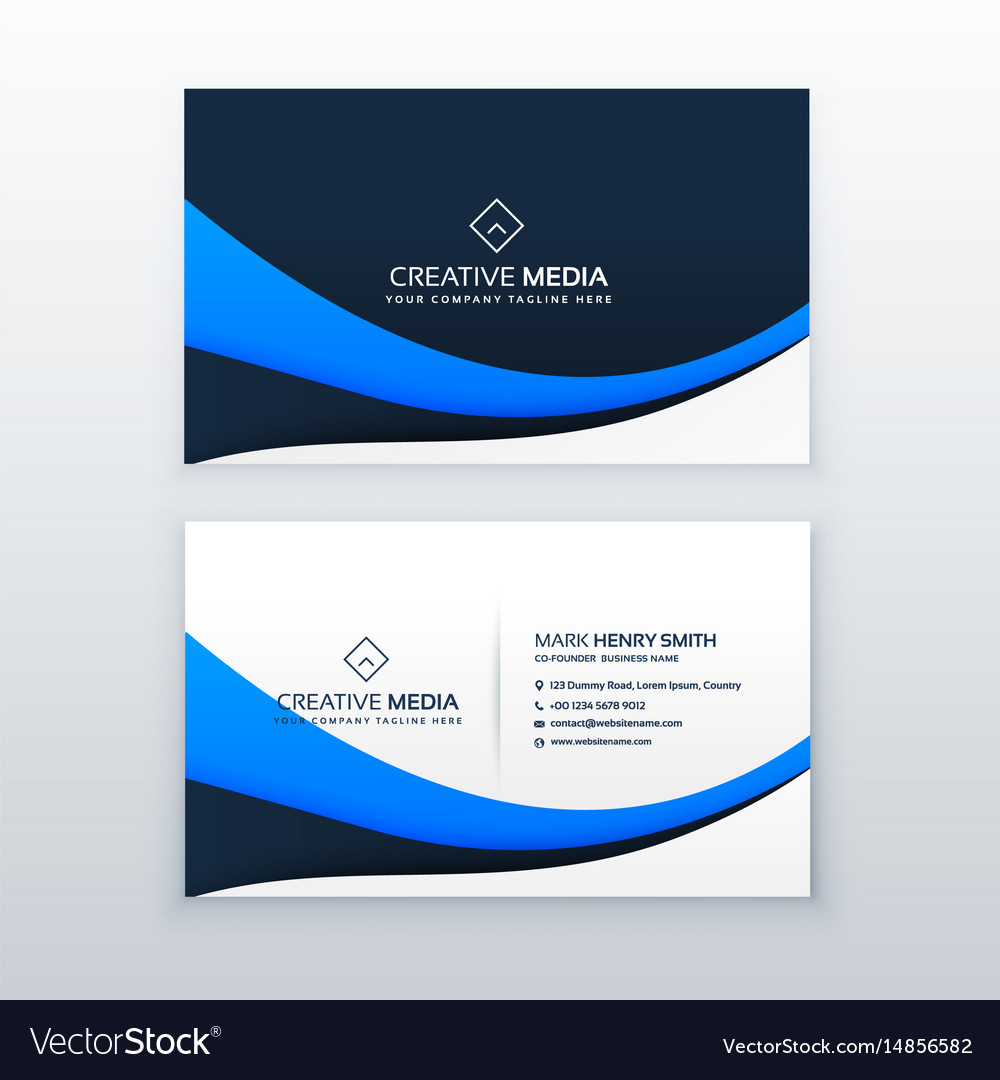 CREATIVE MEDIA
YOUR COMPANY TAGLINE HERE
CREATIVE MEDIA
YOUR COMPANY TAGLINE HERE
MARK HENRY SMITH
CO-FOUNDER BUSINESS NAME
123 Dummy Road, Lorem Ipsum, Country
+00 1234 5678 9012
contact@websitename.com
www.websitename.com
VectorStock®
VectorStock.com/14856582